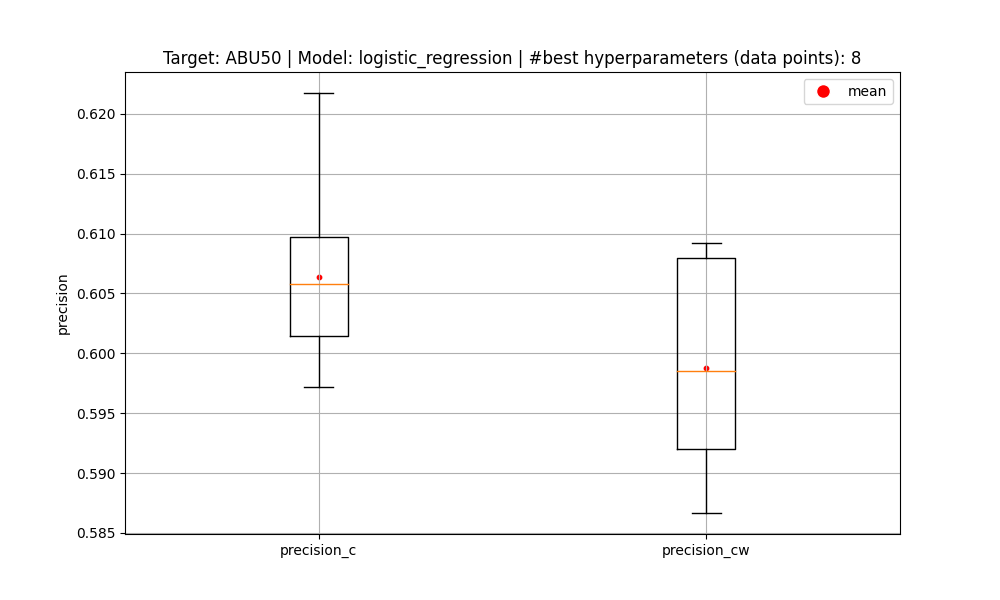 Target: ABU50 | Model: logistic_regression | #best hyperparameters (data points): 8
mean
0.620
0.615
0.610
0.605
0.600
0.595
0.590
0.585
precision
precision_c
precision_cw